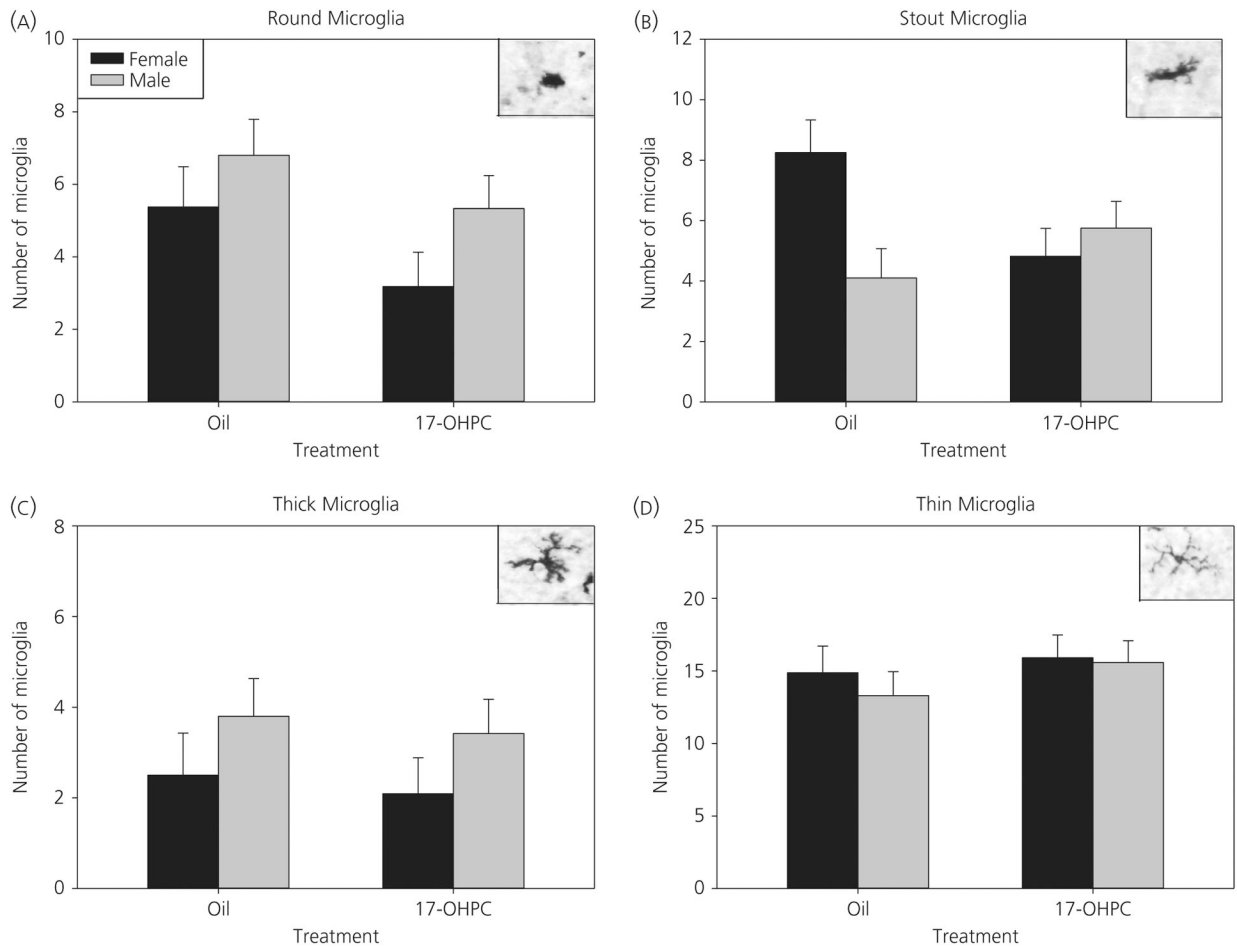 (A)
Round Microglia
Number of microglia
10
8
6
4
2
0
Female
Male
Oil
17-OHPC
Treatment
(B)
Stout Microglia
Number of microglia
12
10
8
6
4
2
0
Oil
17-OHPC
Treatment
(C)
Thick Microglia
Number of microglia
8
6
4
2
0
Oil
17-OHPC
Treatment
(D)
Thin Microglia
Number of microglia
25
20
15
10
5
0
Oil
17-OHPC
Treatment